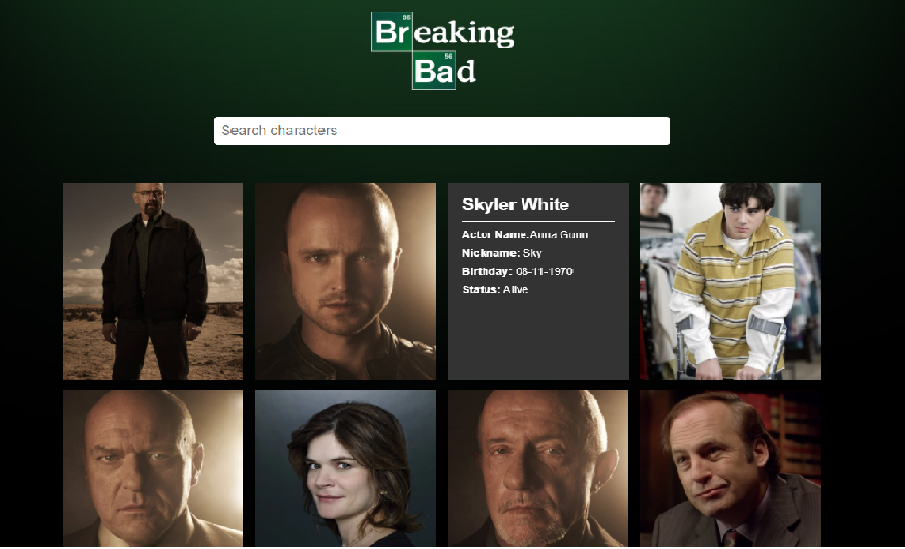 56
Breaking
Bad
Search characters
Skyler White
Actor Name: Anna Gunn
Nickname: Sky
Birthday: 08-11-1970
Status: Alive